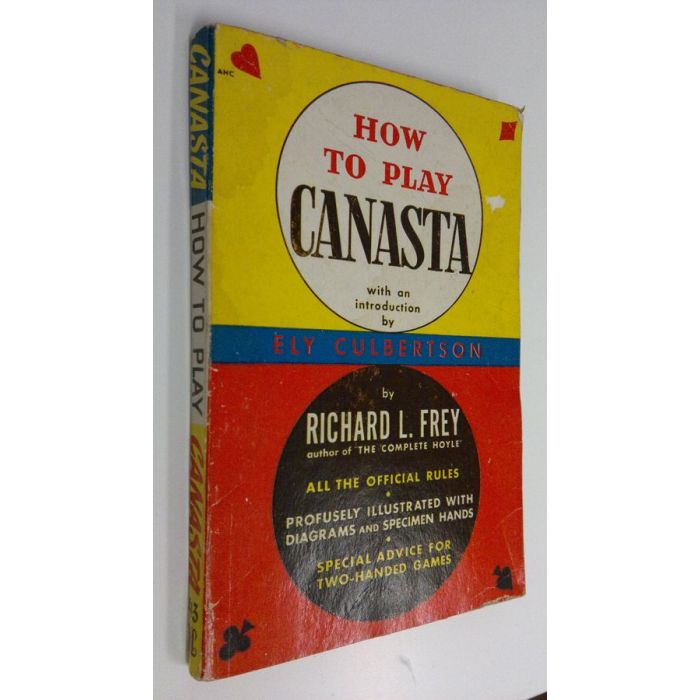 AHC
HOW
TO PLAY
CANASTA
with an
introduction
by
ELY CULBERTSON
by
RICHARD L. FREY
author of "THE COMPLETE HOYLE"
ALL THE OFFICIAL RULES
•
PROFUSELY ILLUSTRATED WITH
DIAGRAMS AND SPECIMEN HANDS
•
SPECIAL ADVICE FOR
TWO-HANDED GAMES
CANASTA HOW TO PLAY CANASTA